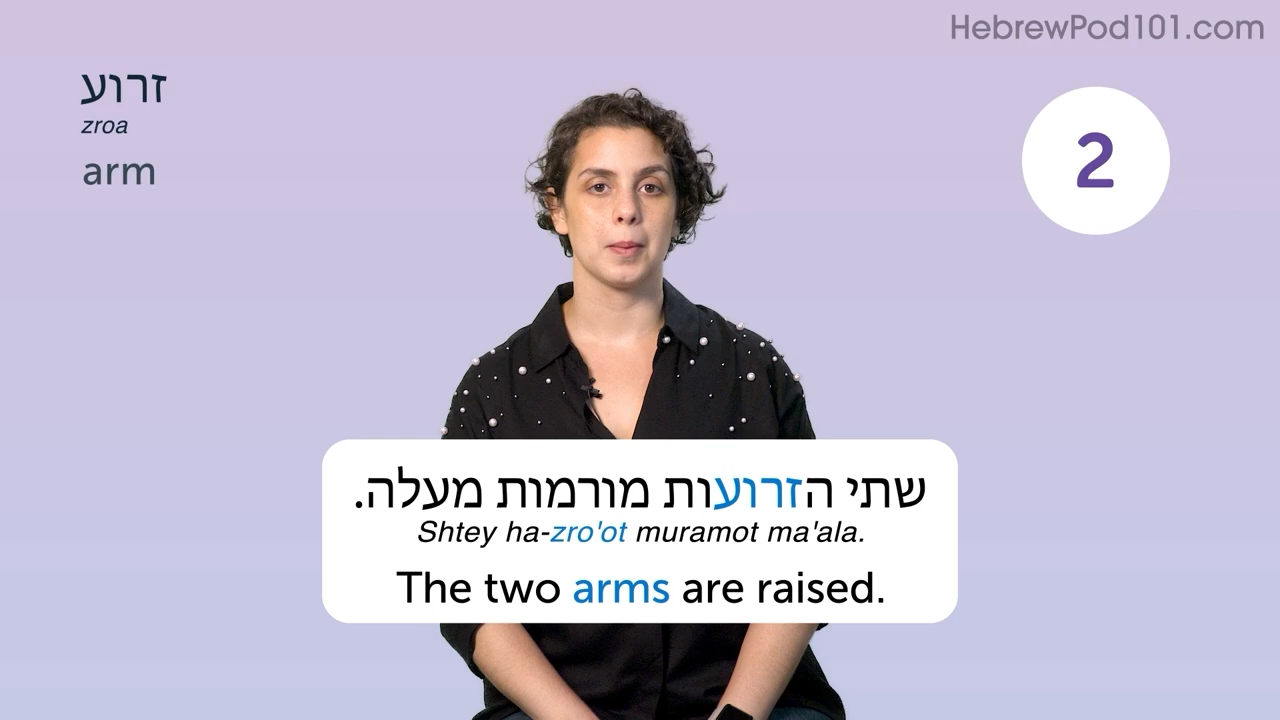 HebrewPod101.com
זרוע
zroa
arm
2
שתי הזרועות מורמות מעלה.
Shtey ha-zro'ot muramot ma'ala.
The two arms are raised.